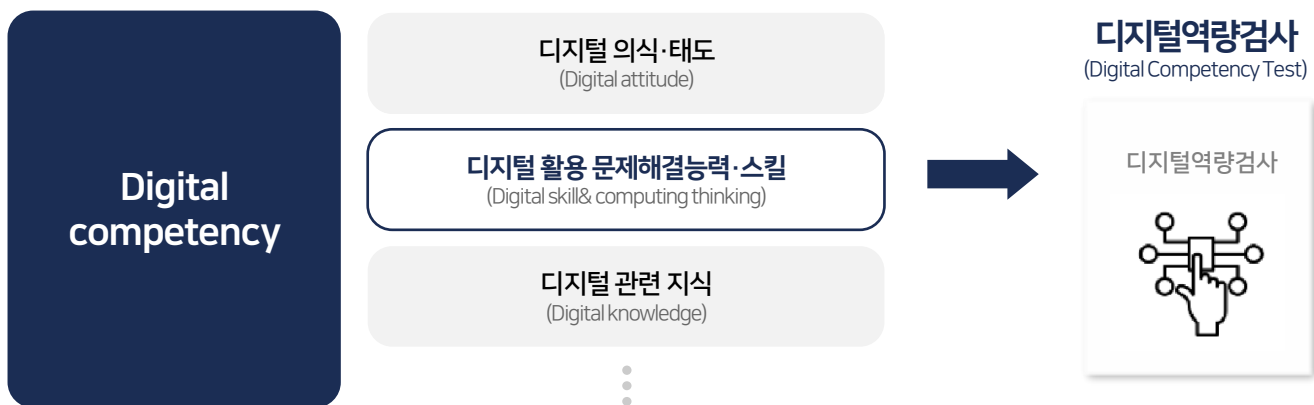 Digital
competency
디지털 의식·태도
(Digital attitude)
디지털 활용 문제해결능력·스킬
(Digital skill& computing thinking)
디지털 관련 지식
(Digital knowledge)
디지털역량검사
(Digital Competency Test)
디지털역량검사